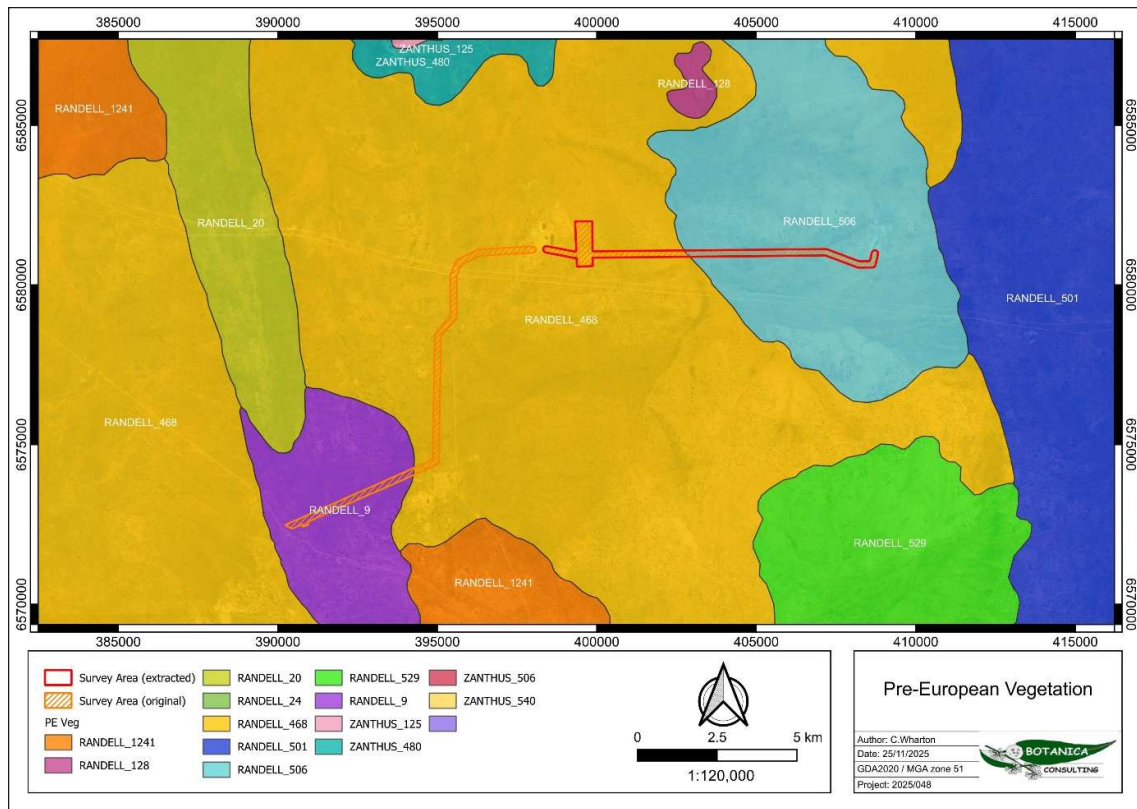 385000 390000 395000 400000 405000 410000 415000
ZANTHUS_125
ZANTHUS_480
RANDELL_128
RANDELL_1241
6585000 6585000
RANDELL_20 RANDELL_506
6580000 6580000
RANDELL_501
RANDELL_468
RANDELL_468
6575000 6575000
RANDELL_9
RANDELL_529
RANDELL_1241
6570000 6570000
385000 390000 395000 400000 405000 410000 415000
Survey Area (extracted)
Survey Area (original)
PE Veg
RANDELL_1241
RANDELL_128
RANDELL_20
RANDELL_24
RANDELL_468
RANDELL_501
RANDELL_506
RANDELL_529
RANDELL_9
ZANTHUS_125
ZANTHUS_480
ZANTHUS_506
ZANTHUS_540
0 2.5 5 km
1:120,000
Pre-European Vegetation
Author: C.Wharton
Date: 25/11/2025
GDA2020 / MGA zone 51
Project: 2025/048
BOTANICA
CONSULTING